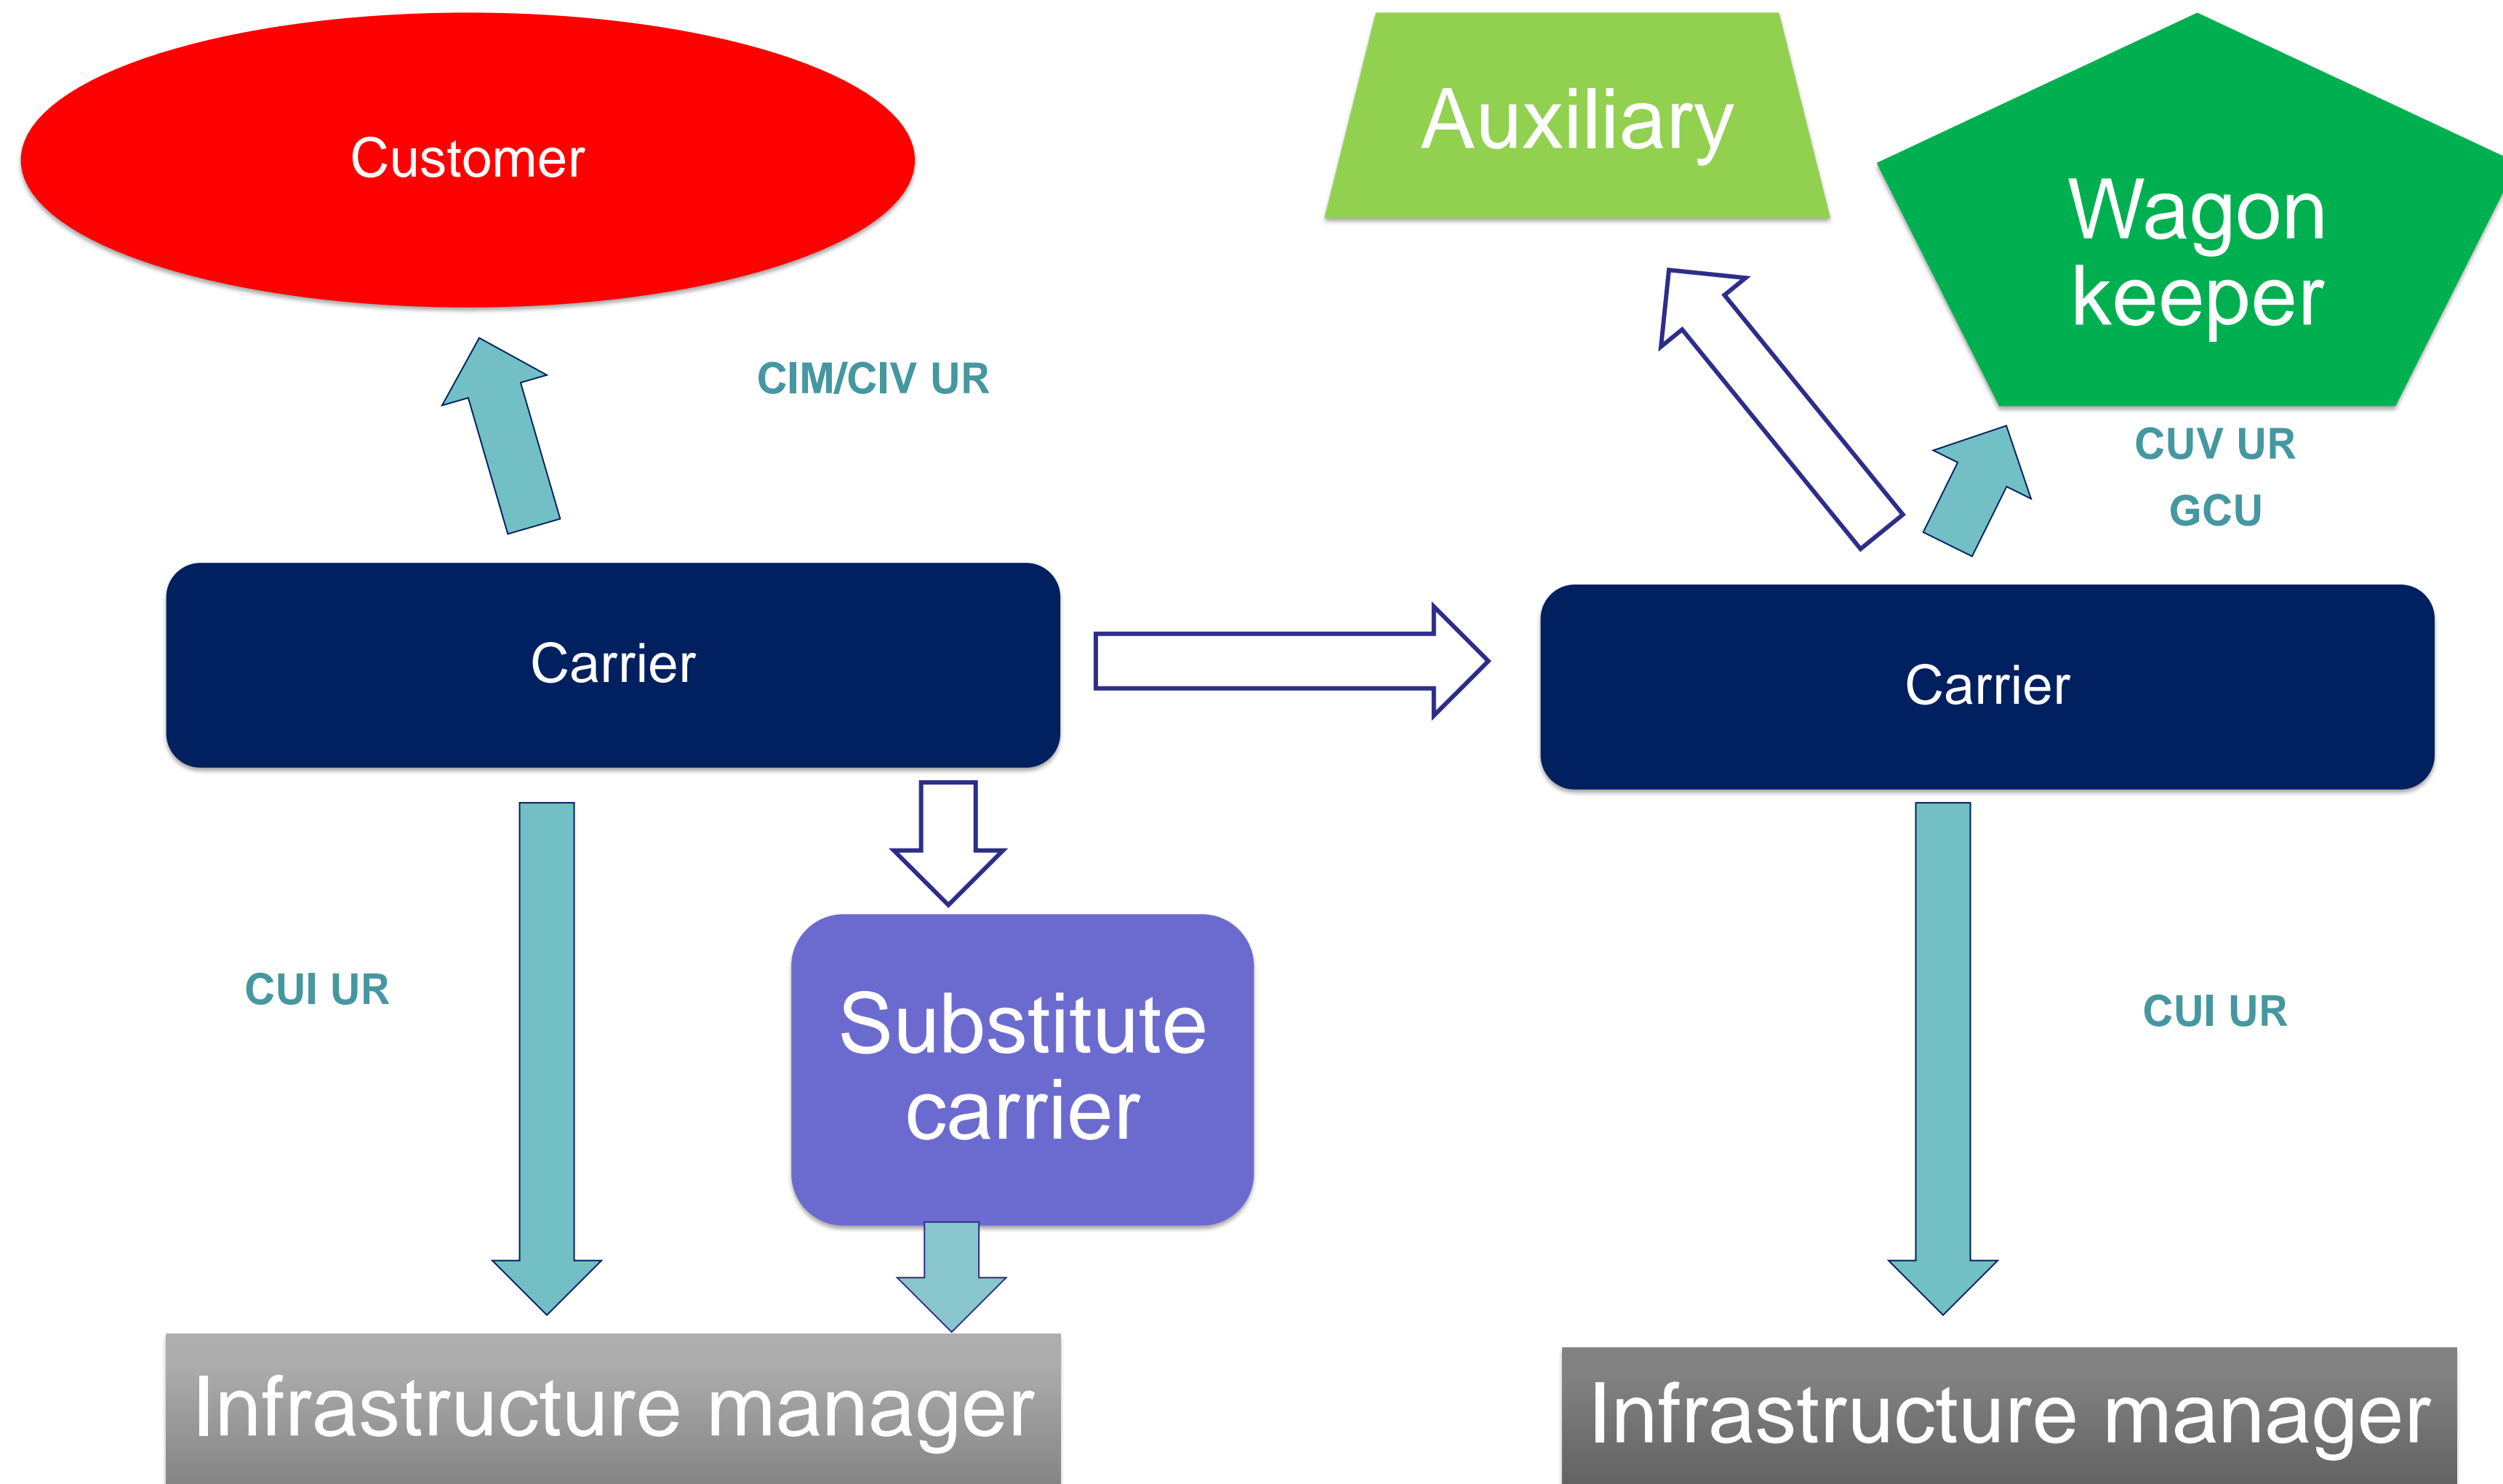 Customer
Auxiliary
Wagon
keeper
CIM/CIV UR
CUV UR
GCU
Carrier
Carrier
CUI UR
Substitute
carrier
CUI UR
Infrastructure manager
Infrastructure manager